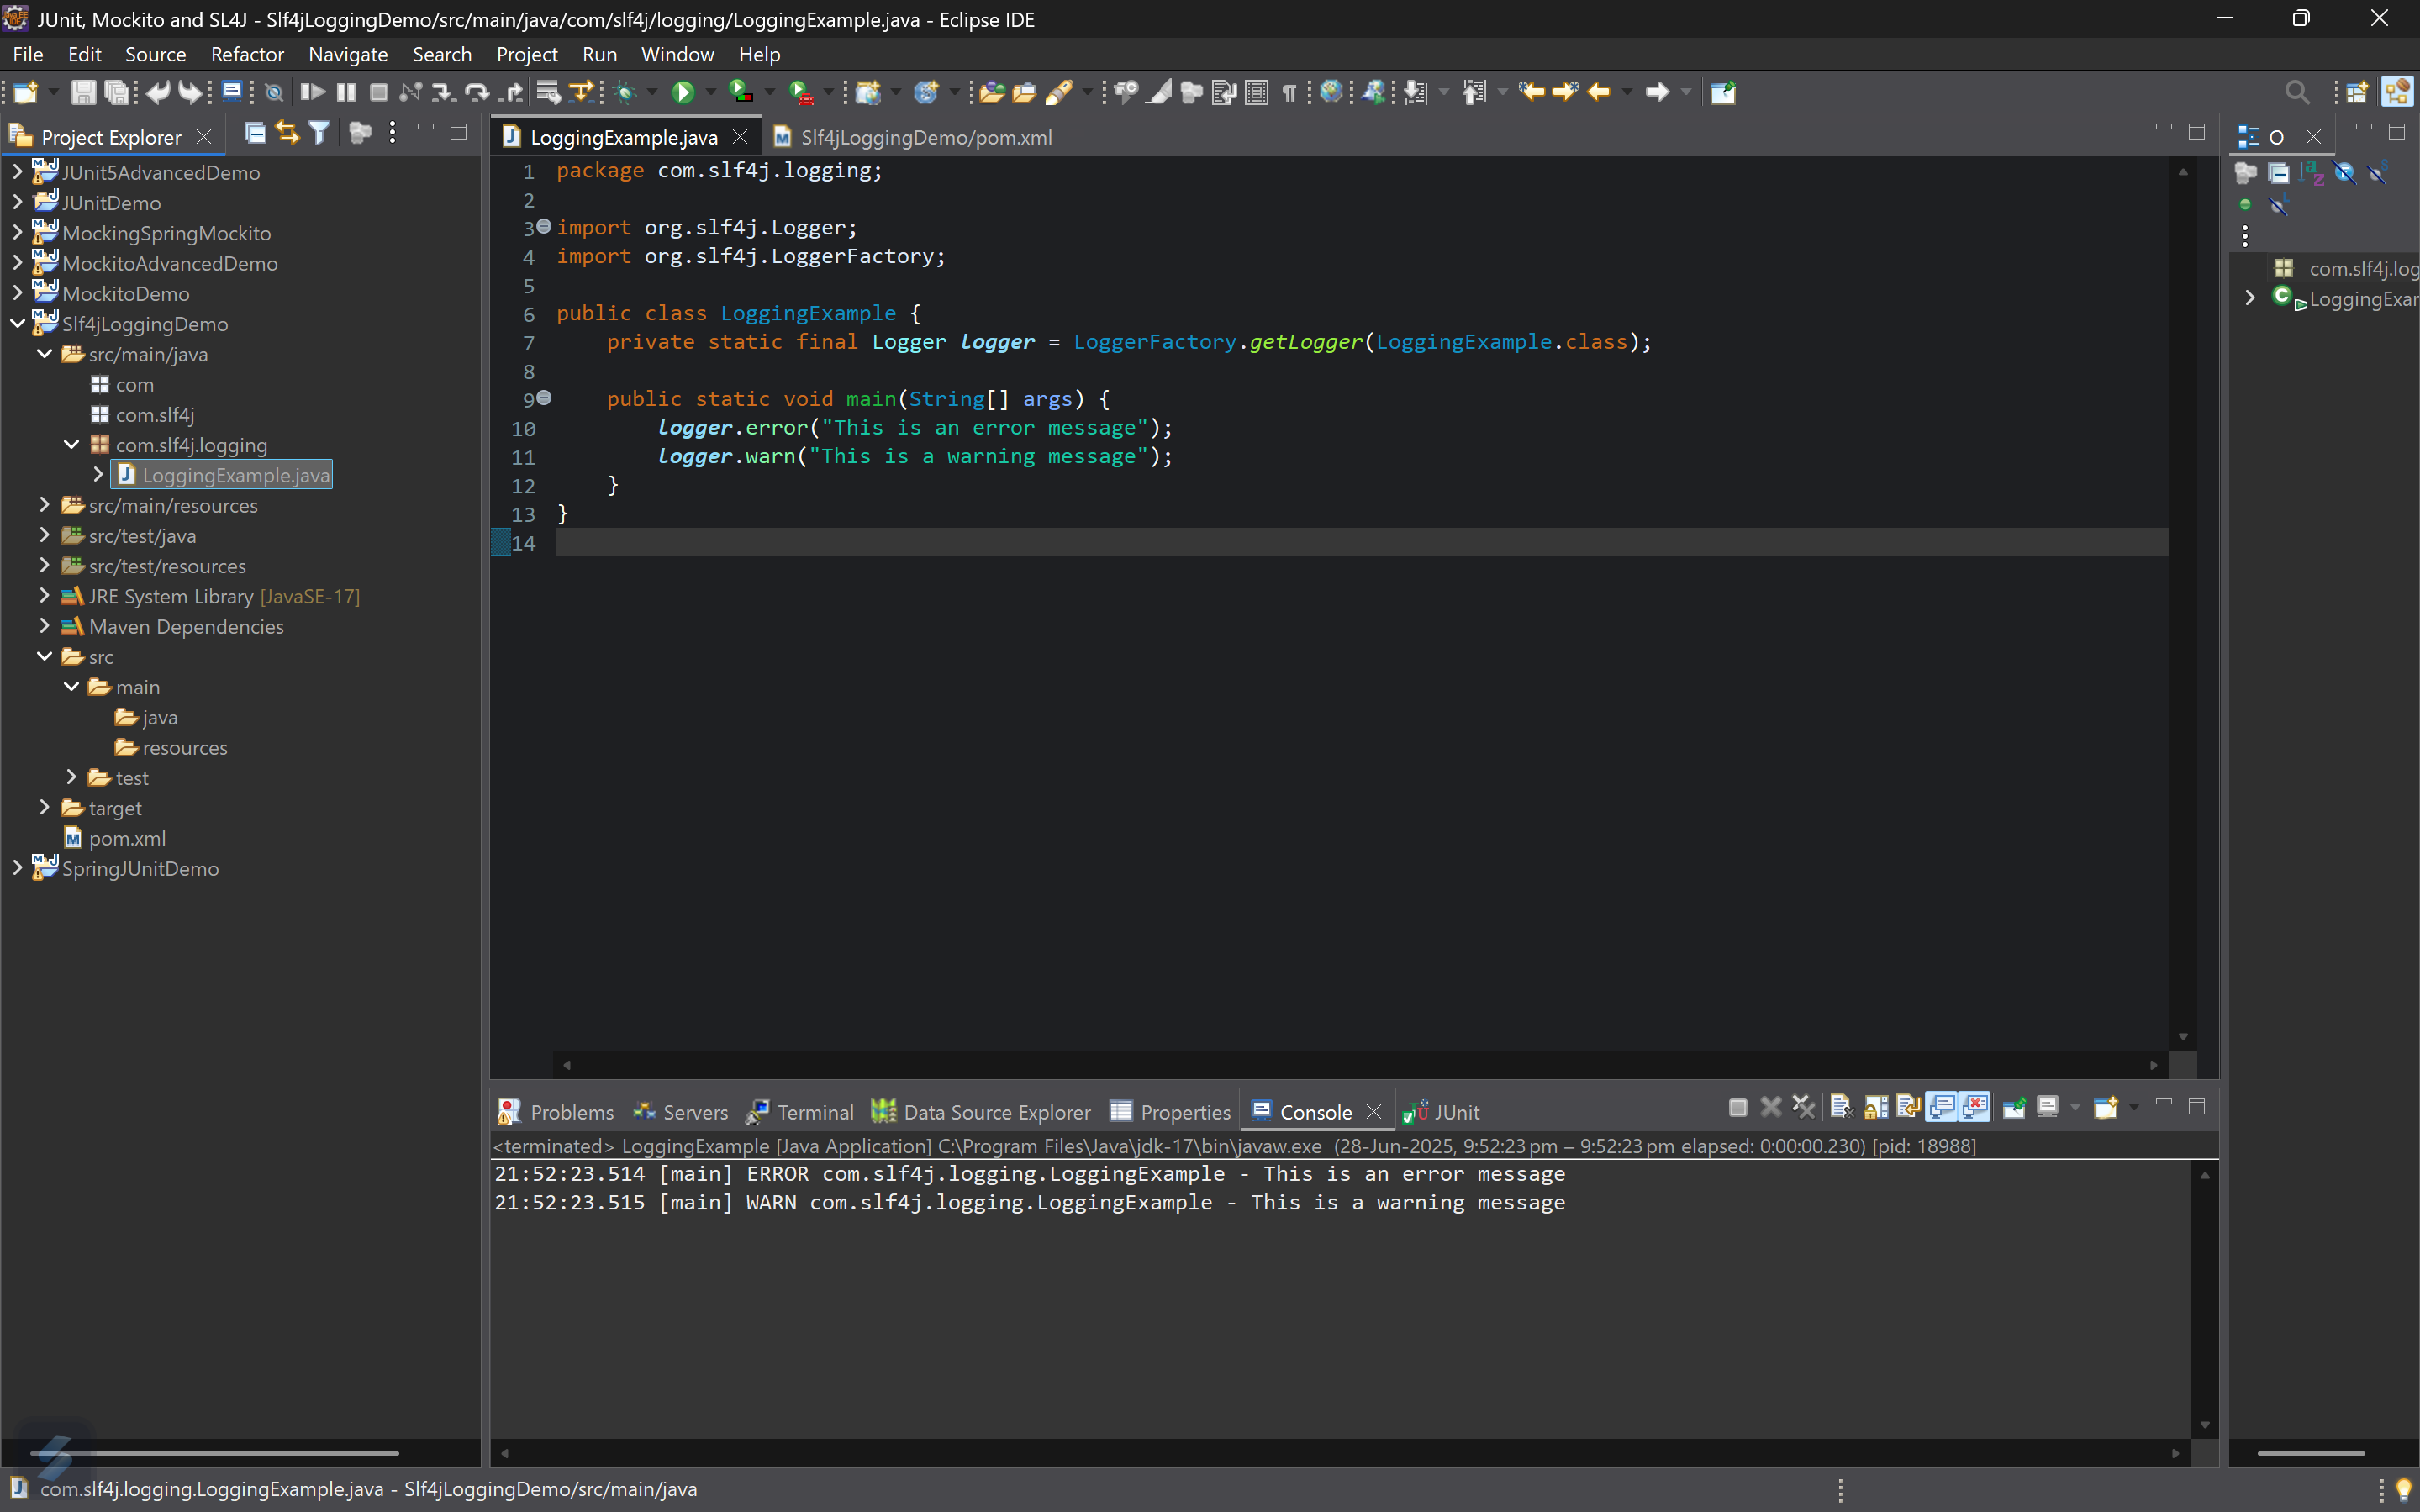 JUnit, Mockito and SL4J - Slf4jLoggingDemo/src/main/java/com/slf4j/logging/LoggingExample.java - Eclipse IDE
File Edit Source Refactor Navigate Search Project Run Window Help
Project Explorer
JUnit5AdvancedDemo
JUnitDemo
MockingSpringMockito
MockitoAdvancedDemo
MockitoDemo
Slf4jLoggingDemo
src/main/java
com
com.slf4j
com.slf4j.logging
LoggingExample.java
src/main/resources
src/test/java
src/test/resources
JRE System Library [JavaSE-17]
Maven Dependencies
src
main
java
resources
test
target
pom.xml
SpringJUnitDemo
LoggingExample.java Slf4jLoggingDemo/pom.xml
1 package com.slf4j.logging;
2
3 import org.slf4j.Logger;
4 import org.slf4j.LoggerFactory;
5
6 public class LoggingExample {
7 private static final Logger logger = LoggerFactory.getLogger(LoggingExample.class);
8
9 public static void main(String[] args) {
10 logger.error("This is an error message");
11 logger.warn("This is a warning message");
12 }
13 }
14
O
com.slf4j.log
LoggingExar
Problems Servers Terminal Data Source Explorer Properties Console JUnit
<terminated> LoggingExample [Java Application] C:\Program Files\Java\jdk-17\bin\javaw.exe (28-Jun-2025, 9:52:23 pm – 9:52:23 pm elapsed: 0:00:00.230) [pid: 18988]
21:52:23.514 [main] ERROR com.slf4j.logging.LoggingExample - This is an error message
21:52:23.515 [main] WARN com.slf4j.logging.LoggingExample - This is a warning message
com.slf4j.logging.LoggingExample.java - Slf4jLoggingDemo/src/main/java